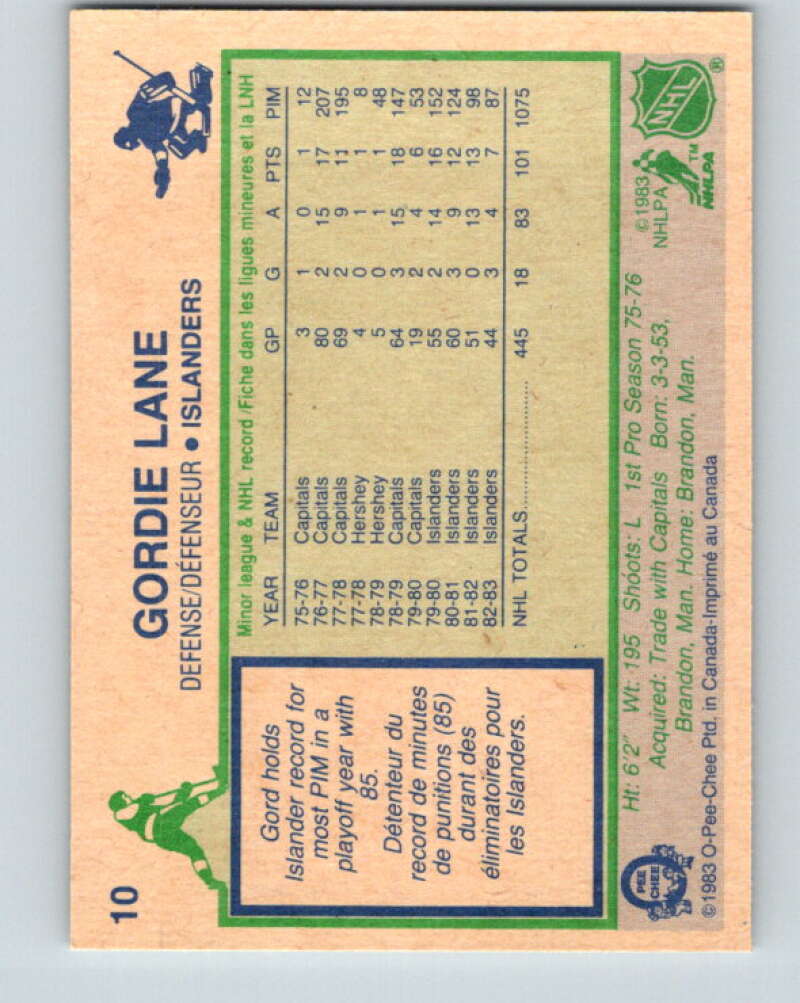 10
GORDIE LANE
DEFENSE/DÉFENSEUR • ISLANDERS
Gord holds
Islander record for
most PIM in a
playoff year with
85.
Détenteur du
record de minutes
de punitions (85)
durant des
éliminatoires pour
les Islanders.
Minor league & NHL record/Fiche dans les ligues mineures et la LNH
YEAR TEAM GP G A PTS PIM
75-76 Capitals 3 1 0 1 12
76-77 Capitals 80 2 15 17 207
77-78 Capitals 69 2 9 11 195
77-78 Hershey 4 0 1 1 8
78-79 Hershey 5 0 1 1 48
78-79 Capitals 64 3 15 18 147
79-80 Capitals 19 2 4 6 53
79-80 Islanders 55 2 14 16 152
80-81 Islanders 60 3 9 12 124
81-82 Islanders 51 0 13 13 98
82-83 Islanders 44 3 4 7 87
NHL TOTALS.......................... 445 18 83 101 1075
Ht: 6'2" Wt: 195 Shoots: L 1st Pro Season 75-76
Acquired: Trade with Capitals Born: 3-3-53,
Brandon, Man. Home: Brandon, Man.
O PEE CHEE
©1983 O-Pee-Chee Ptd. in Canada-Imprimé au Canada
©1983
NHLPA
NHL ®
NHLPA ™